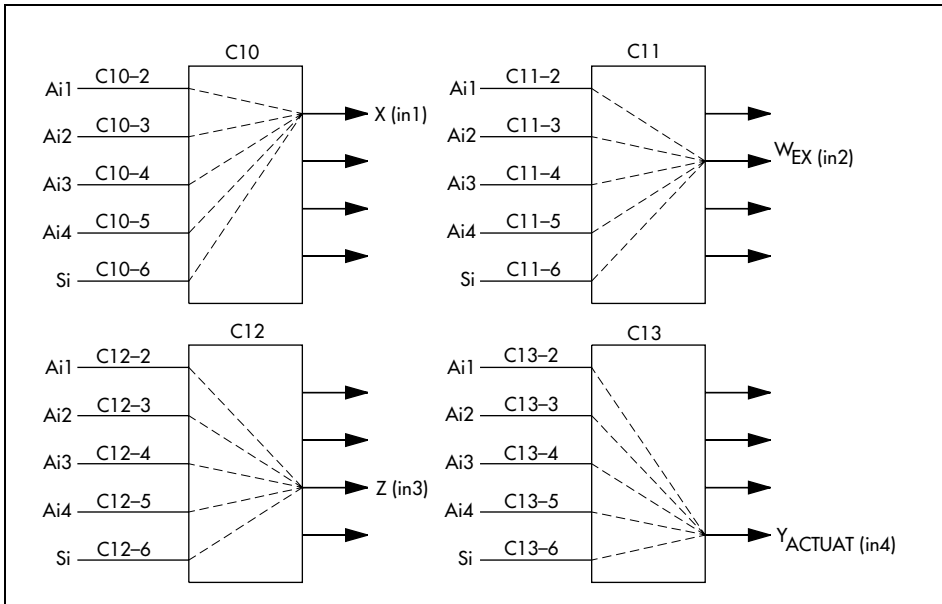 C10
Ai1 C10–2
X (in1)
Ai2 C10–3
Ai3 C10–4
Ai4 C10–5
Si C10–6
C11
Ai1 C11–2
Ai2 C11–3
WEX (in2)
Ai3 C11–4
Ai4 C11–5
Si C11–6
C12
Ai1 C12–2
Ai2 C12–3
Ai3 C12–4
Z (in3)
Ai4 C12–5
Si C12–6
C13
Ai1 C13–2
Ai2 C13–3
Ai3 C13–4
Ai4 C13–5
YACTUAT (in4)
Si C13–6